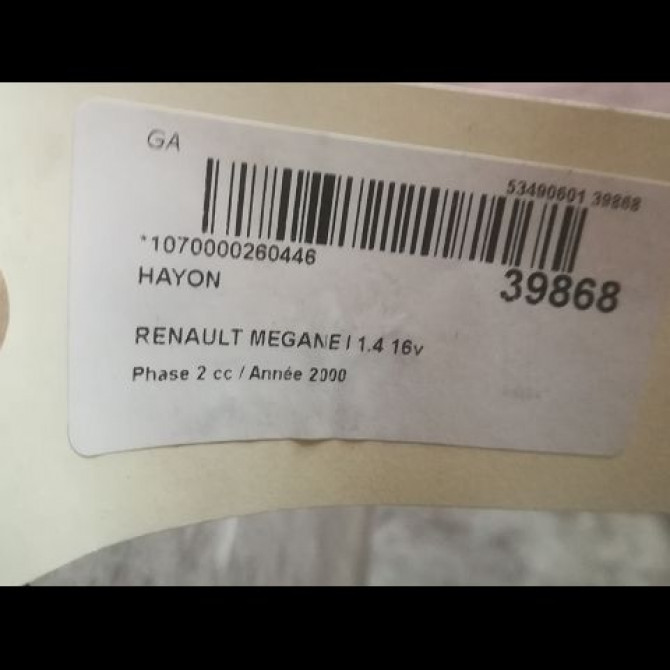 GA
53490601 39868
*1070000260446
39868
HAYON
RENAULT MEGANE I 1.4 16v
Phase 2 cc / Année 2000